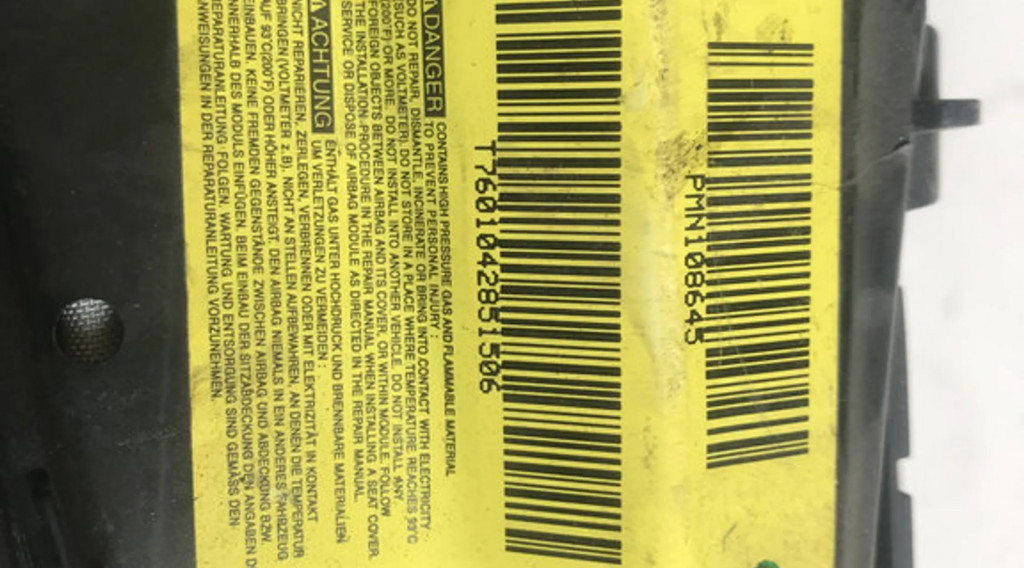 PMN108645
T7601042851506
DANGER
CONTAINS HIGH PRESSURE GAS AND FLAMMABLE MATERIAL
TO PREVENT PERSONAL INJURY :
DO NOT REPAIR, DISMANTLE, INCINERATE OR BRING INTO CONTACT WITH ELECTRICITY
(SUCH AS VOLTMETER). DO NOT STORE IN A PLACE WHERE TEMPERATURE REACHES 93°C
(200°F) OR MORE. DO NOT INSTALL INTO ANOTHER VEHICLE. DO NOT INSTALL ANY
FOREIGN OBJECTS BETWEEN AIRBAG AND ITS COVER, OR WITHIN MODULE. FOLLOW
THE INSTALLATION-PROCEDURE IN THE REPAIR MANUAL WHEN INSTALLING A SEAT COVER.
SERVICE OR DISPOSE OF AIRBAG MODULE AS DIRECTED IN THE REPAIR MANUAL.
ACHTUNG
ENTHÄLT GAS UNTER HOCHDRUCK UND BRENNBARE MATERIALIEN
UM VERLETZUNGEN ZU VERMEIDEN :
NICHT REPARIEREN, ZERLEGEN, VERBRENNEN ODER MIT ELEKTRIZITÄT IN KONTAKT
BRINGEN (VOLTMETER z. B). NICHT AN STELLEN AUFBEWAHREN, AN DENEN DIE TEMPERATUR
AUF 93°C(200°F) ODER HÖHER ANSTEIGT. DEN AIRBAG NIEMALS IN EIN ANDERES FAHRZEUG
EINBAUEN. KEINE FREMDEN GEGENSTÄNDE ZWISCHEN AIRBAG UND ABDECKUNG BZW.
INNERHALB DES MODULS EINFÜGEN. BEIM EINBAU DER SITZABDECKUNG DEN ANGABEN D
REPARATURANLEITUNG FOLGEN. WARTUNG UND ENTSORGUNG SIND GEMÄSS DEN
ANWEISUNGEN IN DER REPARATURANLEITUNG VORZUNEHMEN.